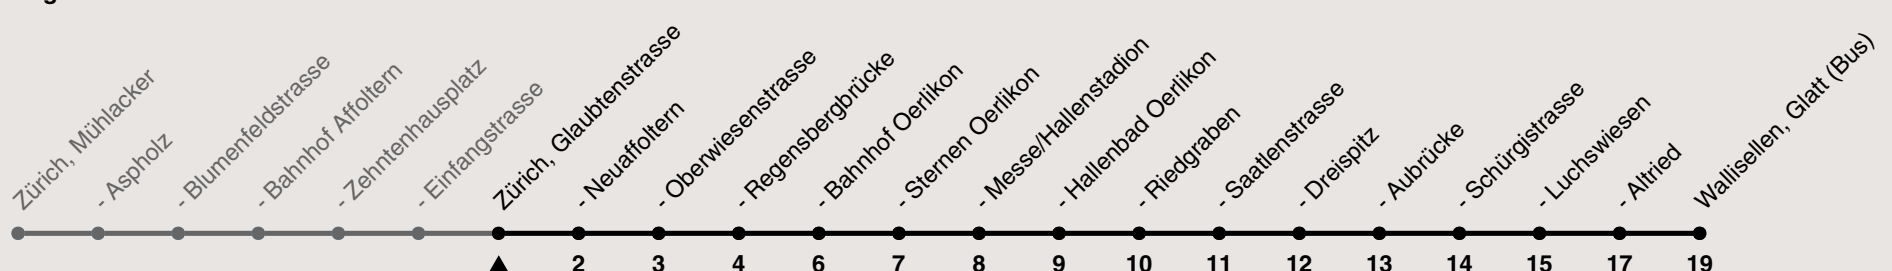 Zürich, Mühlacker
- Aspholz
- Blumenfeldstrasse
- Bahnhof Affoltern
- Zehntenhausplatz
- Einfangstrasse
Zürich, Glaubtenstrasse
- Neuaffoltern
- Oberwiesenstrasse
- Regensbergbrücke
- Bahnhof Oerlikon
- Sternen Oerlikon
- Messe/Hallenstadion
- Hallenbad Oerlikon
- Riedgraben
- Saatlenstrasse
- Dreispitz
- Aubrücke
- Schürgistrasse
- Luchswiesen
- Altried
Wallisellen, Glatt (Bus)
2 3 4 6 7 8 9 10 11 12 13 14 15 17 19